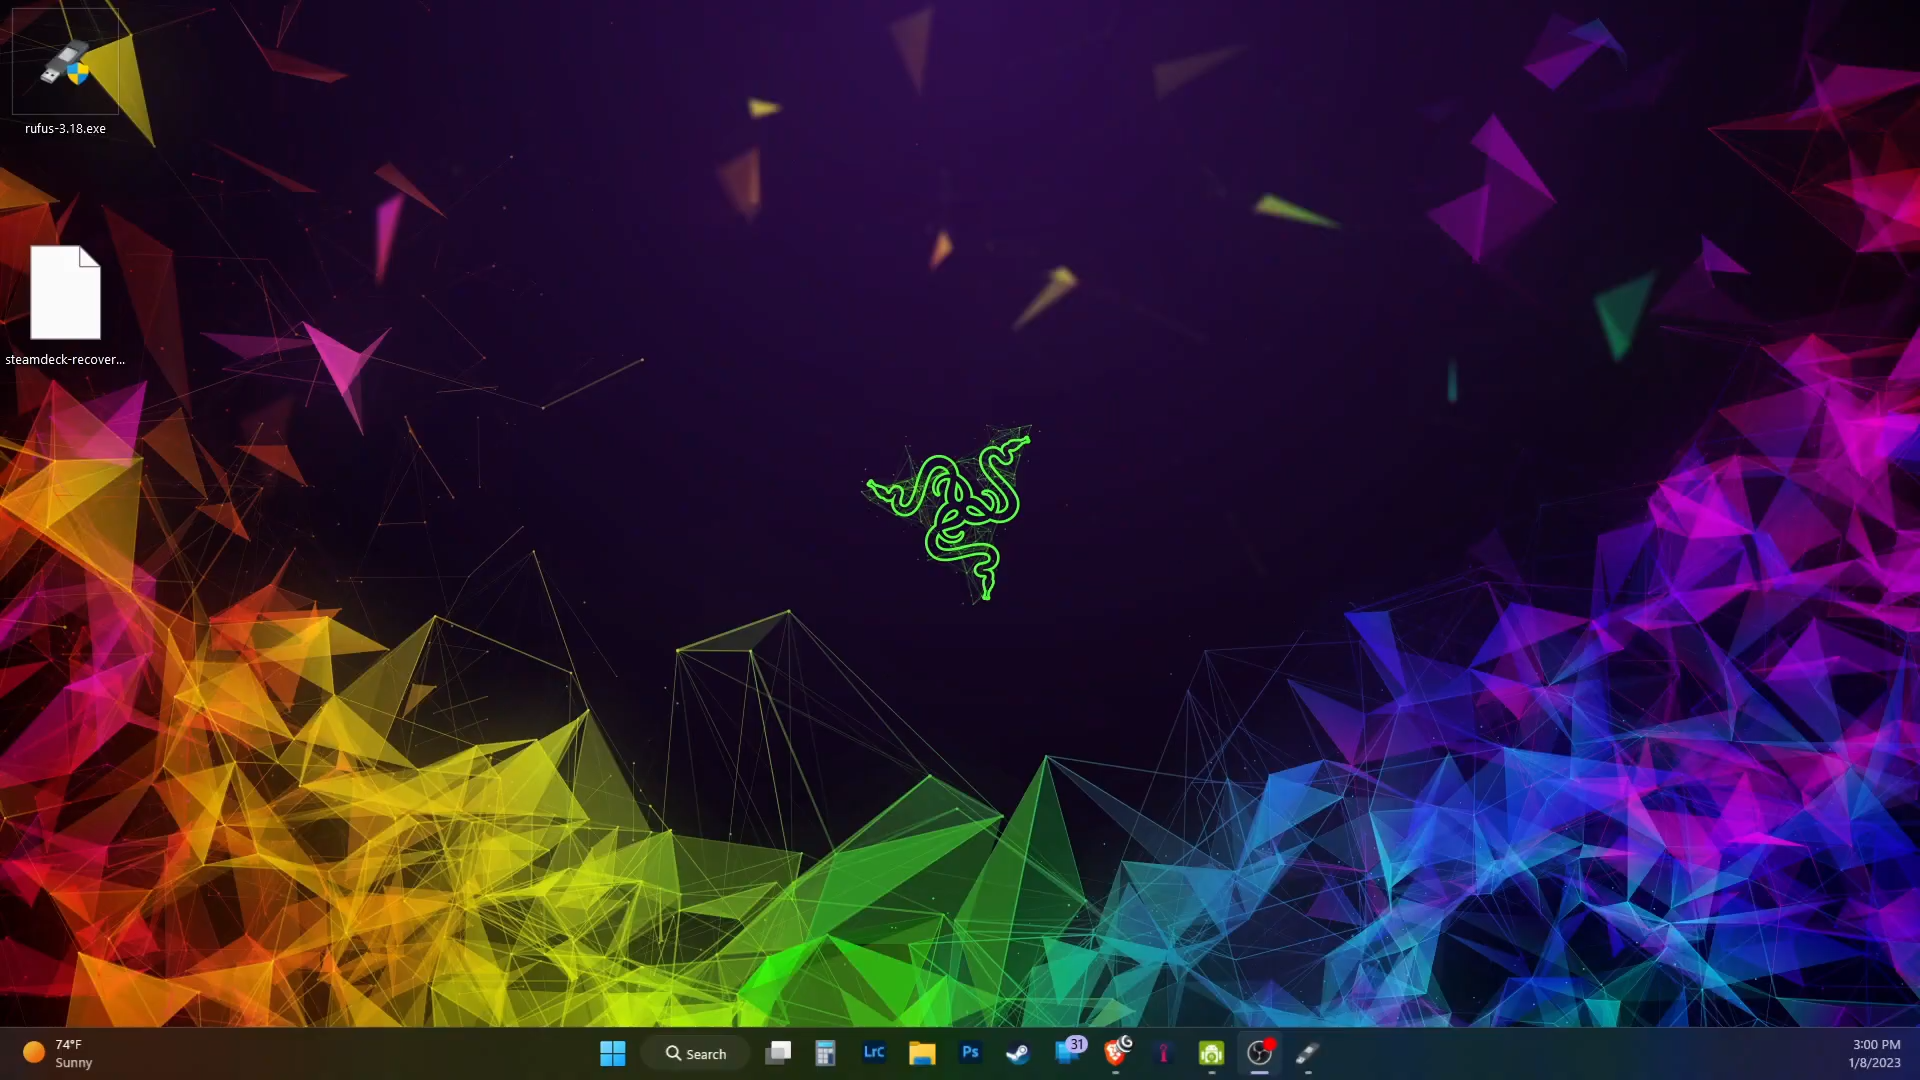 rufus-3.18.exe
steamdeck-recover...
74°F
Sunny
Search
LrC
Ps
31
3:00 PM
1/8/2023